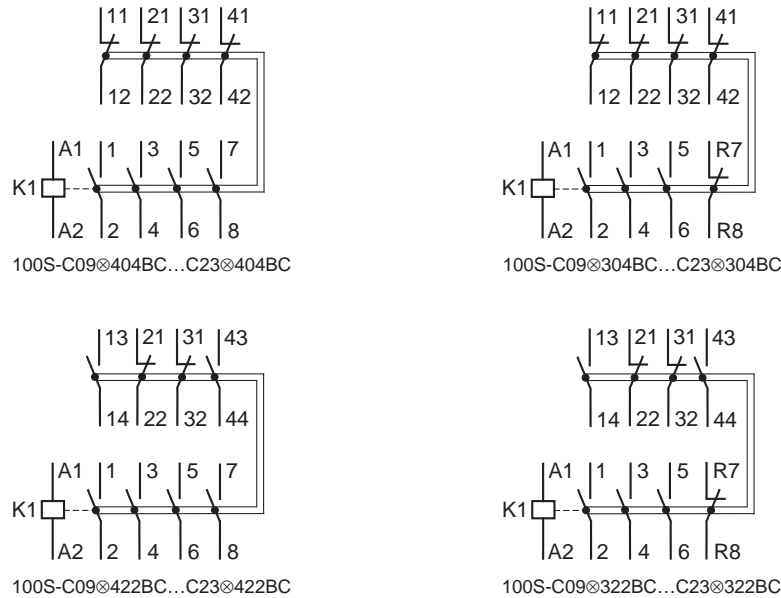 11 21 31 41
12 22 32 42
A1 1 3 5 7
K1
A2 2 4 6 8
100S-C09⊗404BC…C23⊗404BC
11 21 31 41
12 22 32 42
A1 1 3 5 R7
K1
A2 2 4 6 R8
100S-C09⊗304BC…C23⊗304BC
13 21 31 43
14 22 32 44
A1 1 3 5 7
K1
A2 2 4 6 8
100S-C09⊗422BC…C23⊗422BC
13 21 31 43
14 22 32 44
A1 1 3 5 R7
K1
A2 2 4 6 R8
100S-C09⊗322BC…C23⊗322BC